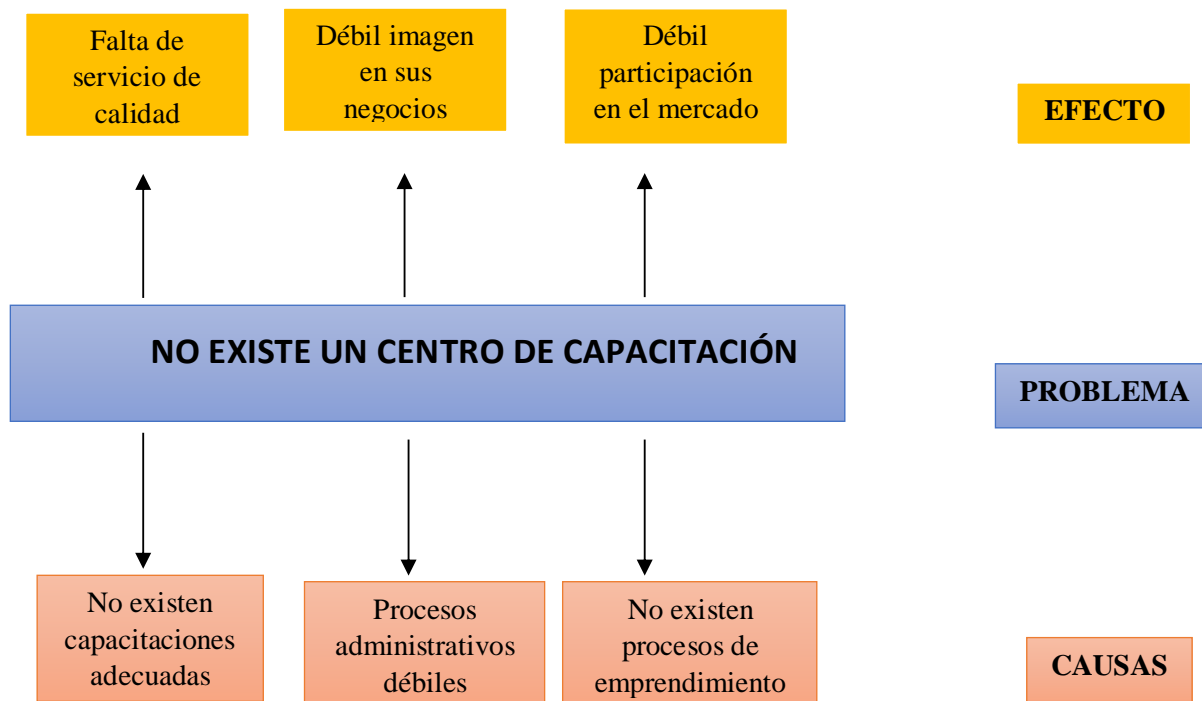 Falta de
servicio de
calidad
Débil imagen
en sus
negocios
Débil
participación
en el mercado
EFECTO
NO EXISTE UN CENTRO DE CAPACITACIÓN
PROBLEMA
No existen
capacitaciones
adecuadas
Procesos
administrativos
débiles
No existen
procesos de
emprendimiento
CAUSAS